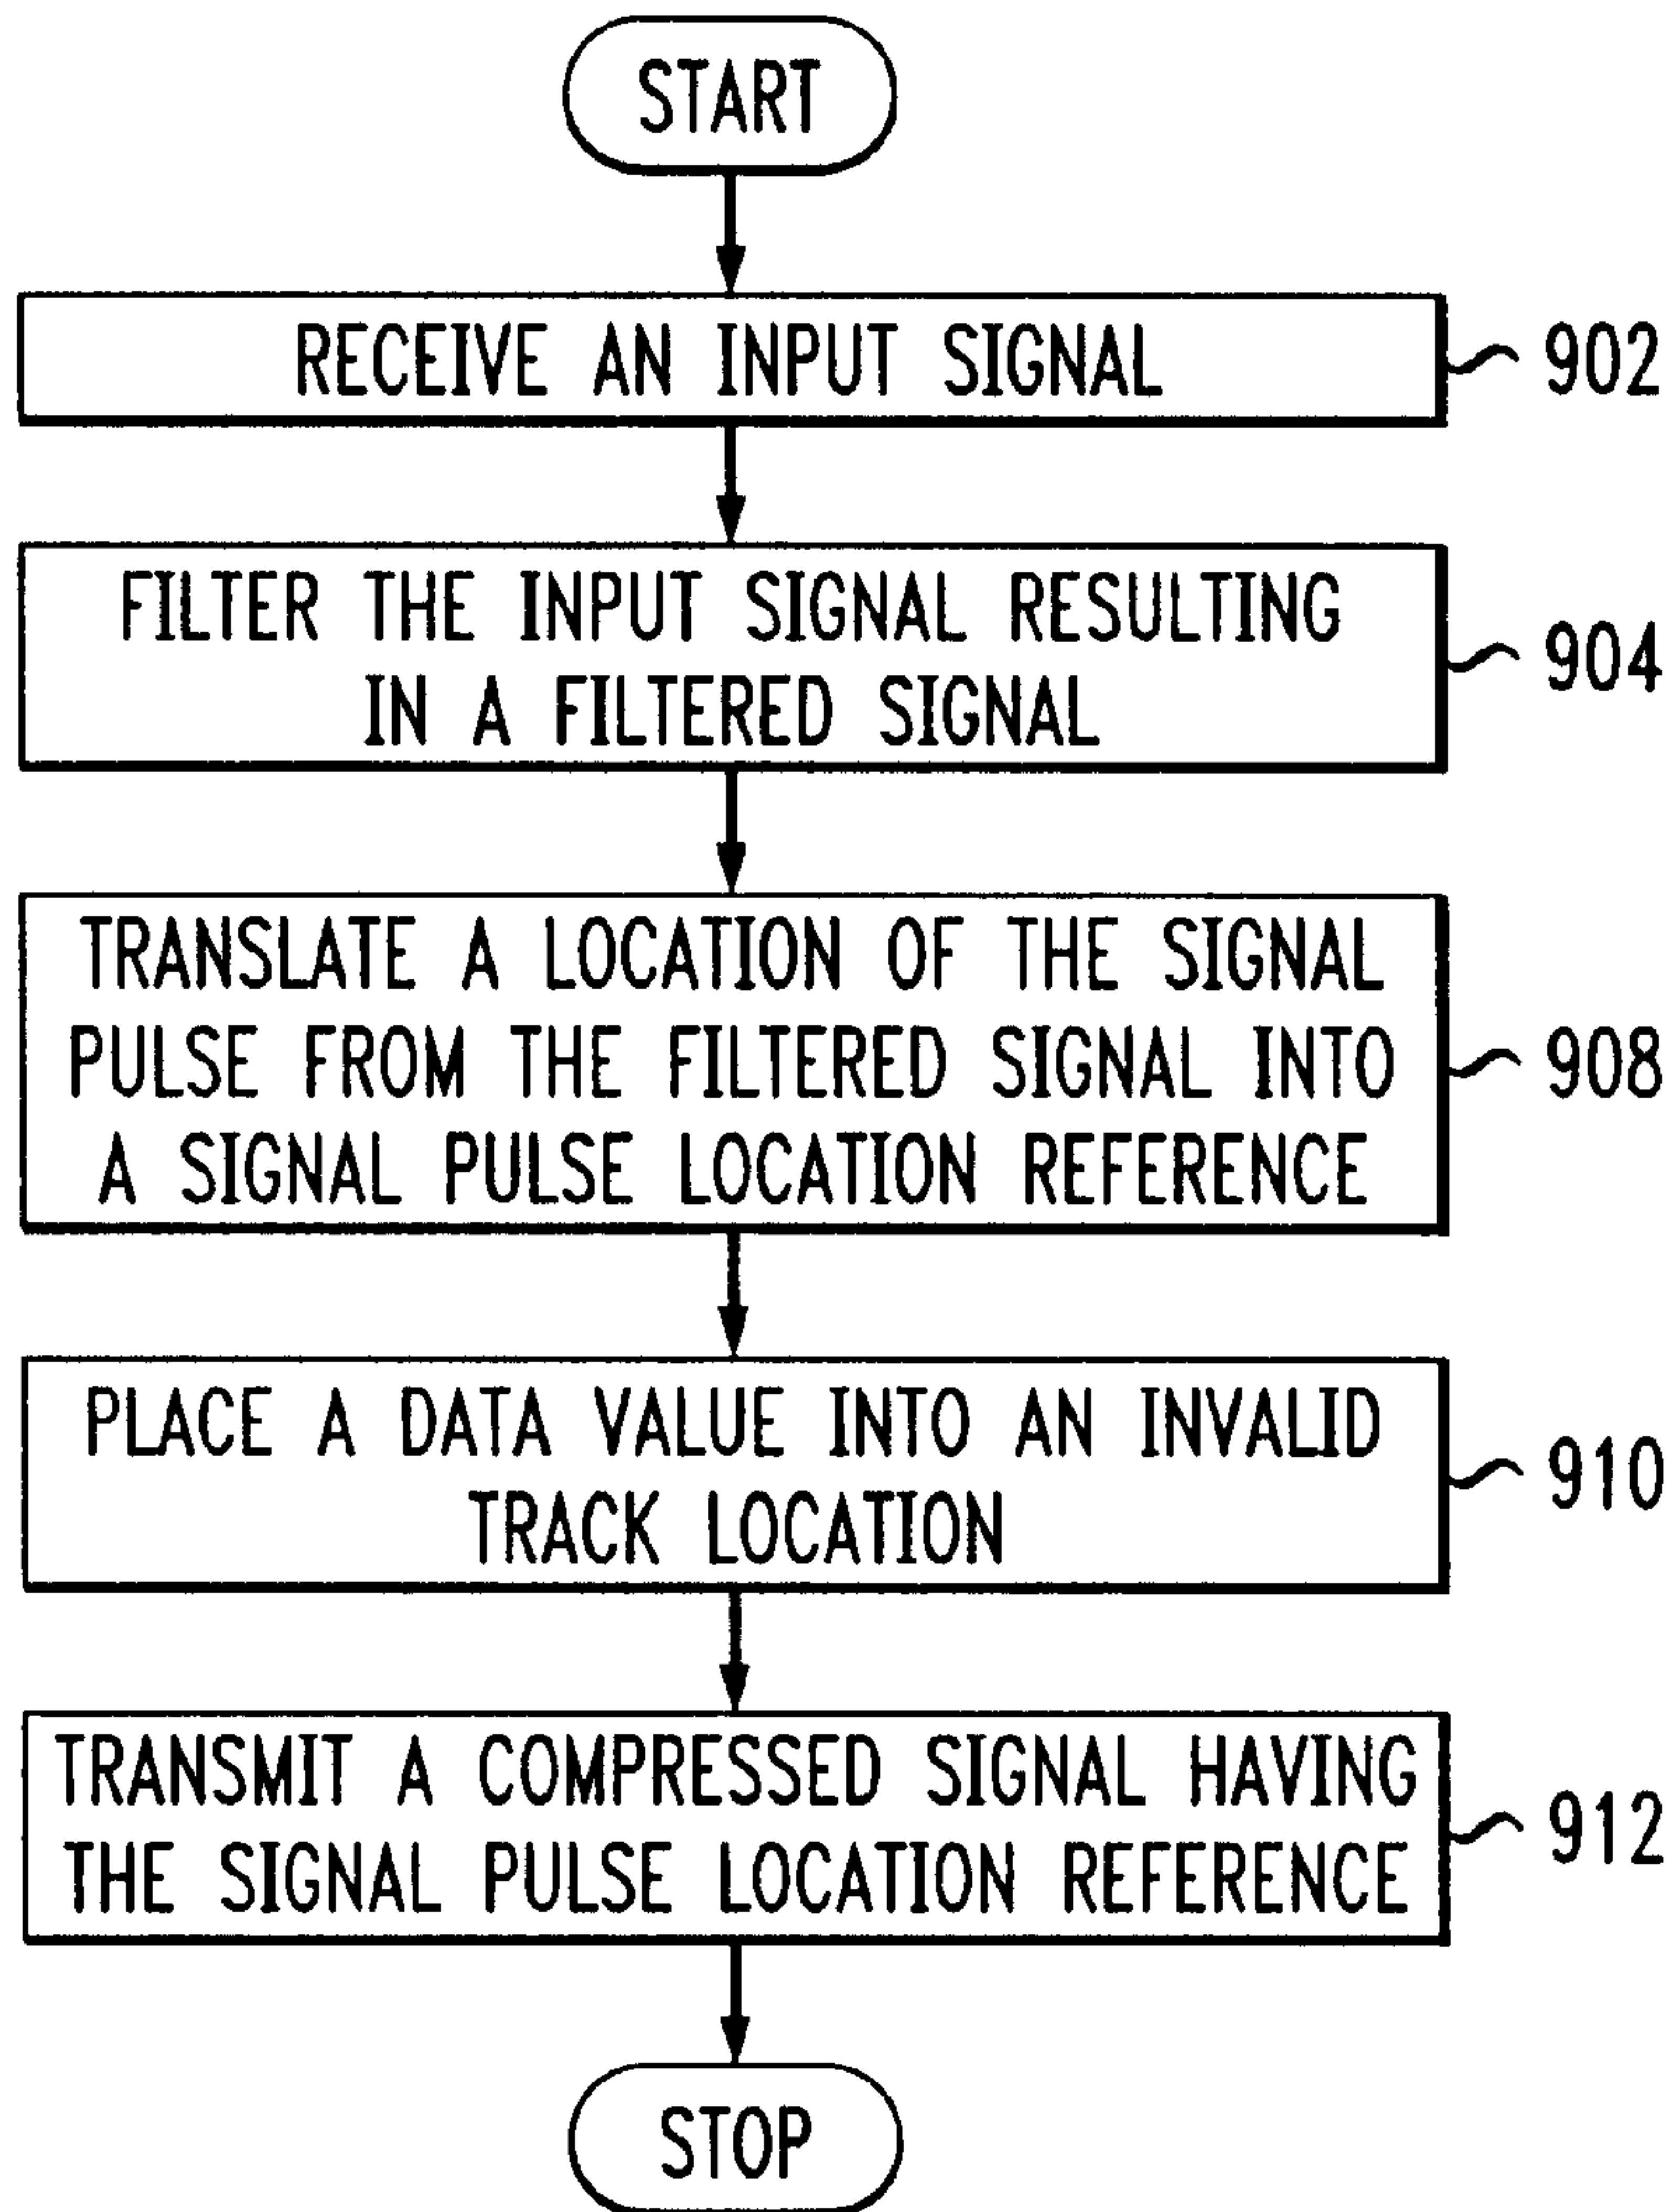 START
RECEIVE AN INPUT SIGNAL
902
FILTER THE INPUT SIGNAL RESULTING
IN A FILTERED SIGNAL
904
TRANSLATE A LOCATION OF THE SIGNAL
PULSE FROM THE FILTERED SIGNAL INTO
A SIGNAL PULSE LOCATION REFERENCE
908
PLACE A DATA VALUE INTO AN INVALID
TRACK LOCATION
910
TRANSMIT A COMPRESSED SIGNAL HAVING
THE SIGNAL PULSE LOCATION REFERENCE
912
STOP